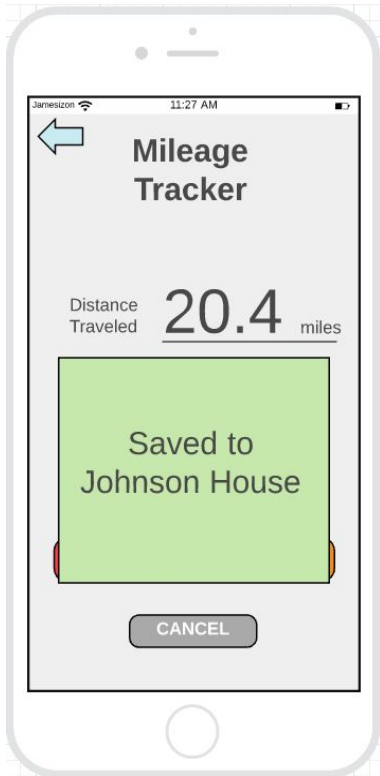 Jamesizon 11:27 AM
Mileage
Tracker
Distance
Traveled 20.4 miles
Saved to
Johnson House
CANCEL